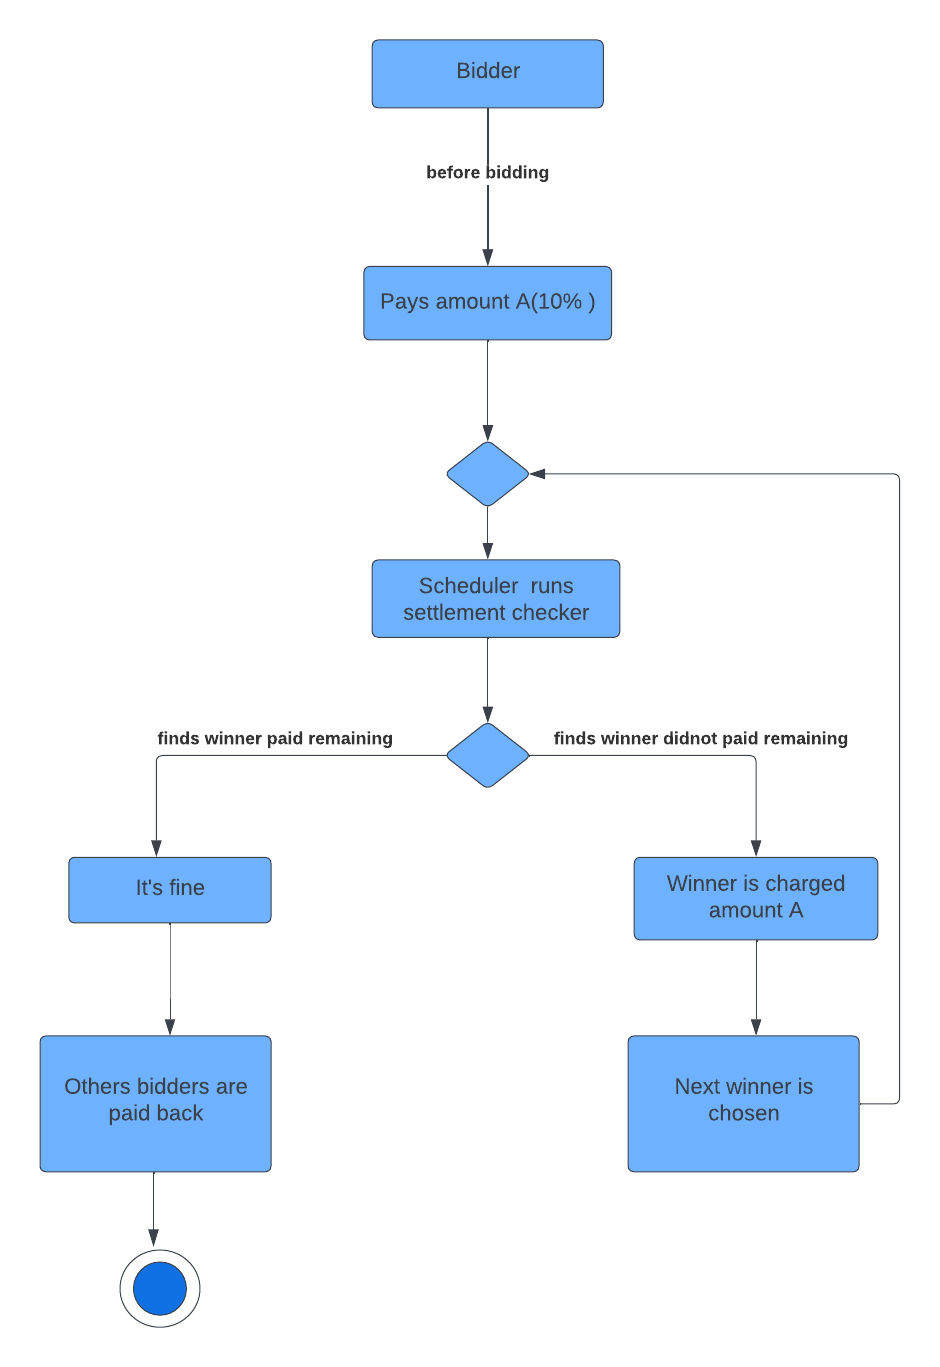 Bidder
before bidding
Pays amount A(10% )
Scheduler  runs
settlement checker
finds winner paid remaining
finds winner didnot paid remaining
It's fine
Winner is charged
amount A
Others bidders are
paid back
Next winner is
chosen